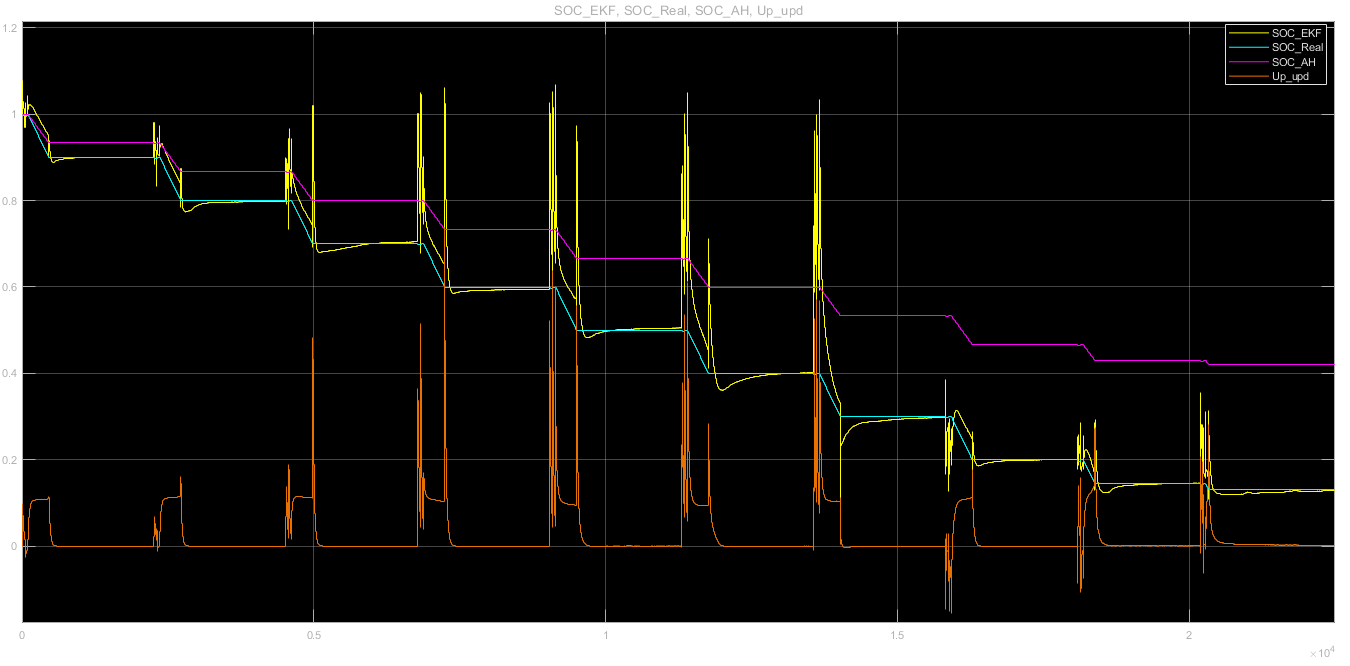 SOC_EKF, SOC_Real, SOC_AH, Up_upd
1.2
1
0.8
0.6
0.4
0.2
0
SOC_EKF
SOC_Real
SOC_AH
Up_upd
0 0.5 1 1.5 2
×10⁴